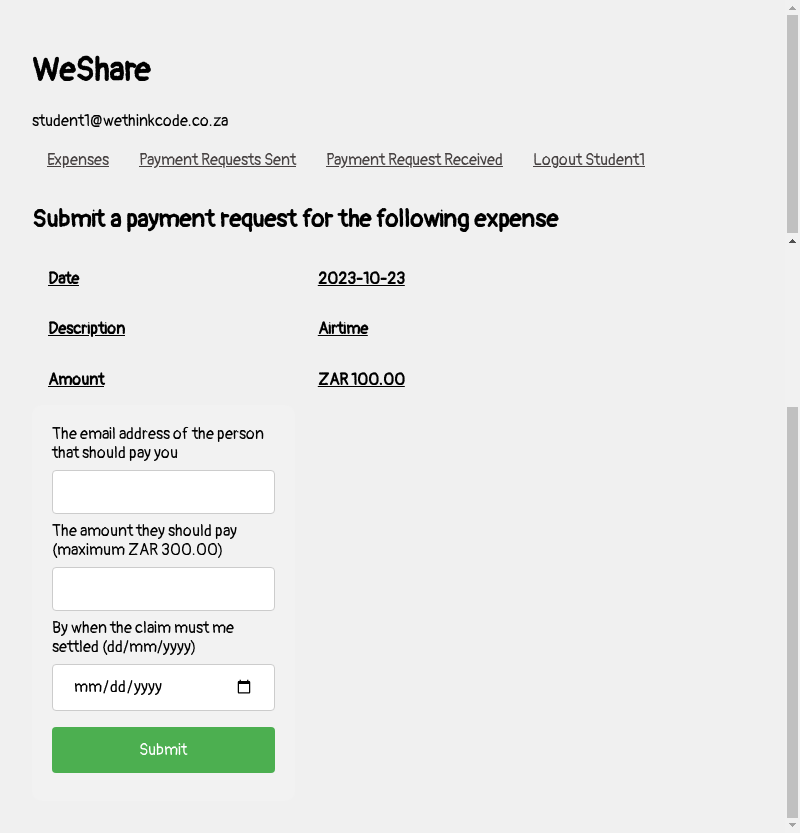 WeShare
student1@wethinkcode.co.za
Expenses Payment Requests Sent Payment Request Received Logout Student1
Submit a payment request for the following expense
Date 2023-10-23
Description Airtime
Amount ZAR 100.00
The email address of the person
that should pay you
The amount they should pay
(maximum ZAR 300.00)
By when the claim must me
settled (dd/mm/yyyy)
mm/dd/yyyy
Submit